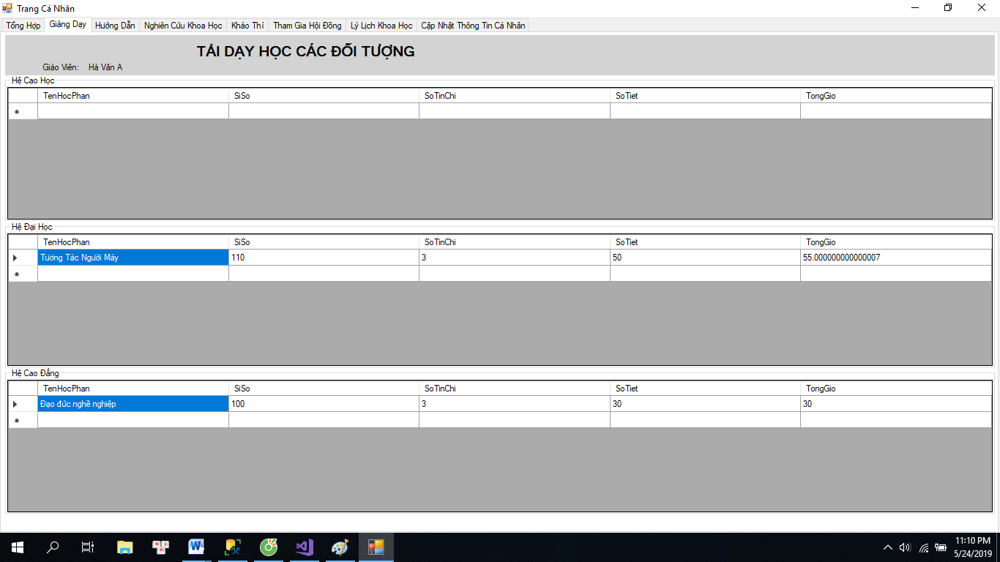 Trang Cá Nhân
Tổng Hợp Giảng Dạy Hướng Dẫn Nghiên Cứu Khoa Học Khảo Thí Tham Gia Hội Đồng Lý Lịch Khoa Học Cập Nhật Thông Tin Cá Nhân
TẢI DẠY HỌC CÁC ĐỐI TƯỢNG
Giáo Viên: Hà Văn A
Hệ Cao Học
TenHocPhan SiSo SoTinChi SoTiet TongGio
Hệ Đại Học
TenHocPhan SiSo SoTinChi SoTiet TongGio
Tương Tác Người Máy 110 3 50 55.000000000000007
Hệ Cao Đẳng
TenHocPhan SiSo SoTinChi SoTiet TongGio
Đạo đức nghề nghiệp 100 3 30 30
11:10 PM
5/24/2019